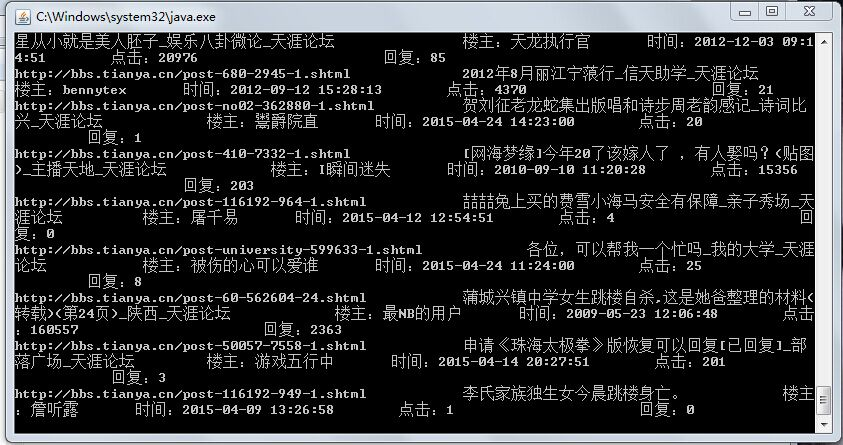 C:\Windows\system32\java.exe
星从小就是美人胚子_娱乐八卦微论_天涯论坛 楼主：天龙执行官 时间：2012-12-03 09:1
4:51 点击：20976 回复：85
http://bbs.tianya.cn/post-680-2945-1.shtml 2012年8月丽江宁蒗行_信天助学_天涯论坛
楼主：bennytex 时间：2012-09-12 15:28:13 点击：4370 回复：21
http://bbs.tianya.cn/post-no02-362880-1.shtml 贺刘征老龙蛇集出版唱和诗步周老韵感记_诗词比
兴_天涯论坛 楼主：鬻爵院直 时间：2015-04-24 14:23:00 点击：20
回复：1
http://bbs.tianya.cn/post-410-7332-1.shtml [网海梦缘]今年20了该嫁人了 ，有人娶吗？(贴图
)_主播天地_天涯论坛 楼主：I瞬间迷失 时间：2010-09-10 11:20:28 点击：15356
回复：203
http://bbs.tianya.cn/post-116192-964-1.shtml 喆喆兔上买的费雪小海马安全有保障_亲子秀场_天
涯论坛 楼主：屠千易 时间：2015-04-12 12:54:51 点击：4 回
复：0
http://bbs.tianya.cn/post-university-599633-1.shtml 各位，可以帮我一个忙吗_我的大学_天涯
论坛 楼主：被伤的心可以爱谁 时间：2015-04-24 11:24:00 点击：25
回复：8
http://bbs.tianya.cn/post-60-562604-24.shtml 蒲城兴镇中学女生跳楼自杀.这是她爸整理的材料(
转载)(第24页)_陕西_天涯论坛 楼主：最NB的用户 时间：2009-05-23 12:06:48 点击
：160557 回复：2363
http://bbs.tianya.cn/post-50057-7558-1.shtml 申请《珠海太极拳》版恢复可以回复[已回复]_部
落广场_天涯论坛 楼主：游戏五行中 时间：2015-04-14 20:27:51 点击：201
回复：3
http://bbs.tianya.cn/post-116192-949-1.shtml 李氏家族独生女今晨跳楼身亡。 楼主
：詹听露 时间：2015-04-09 13:26:58 点击：1 回复：0